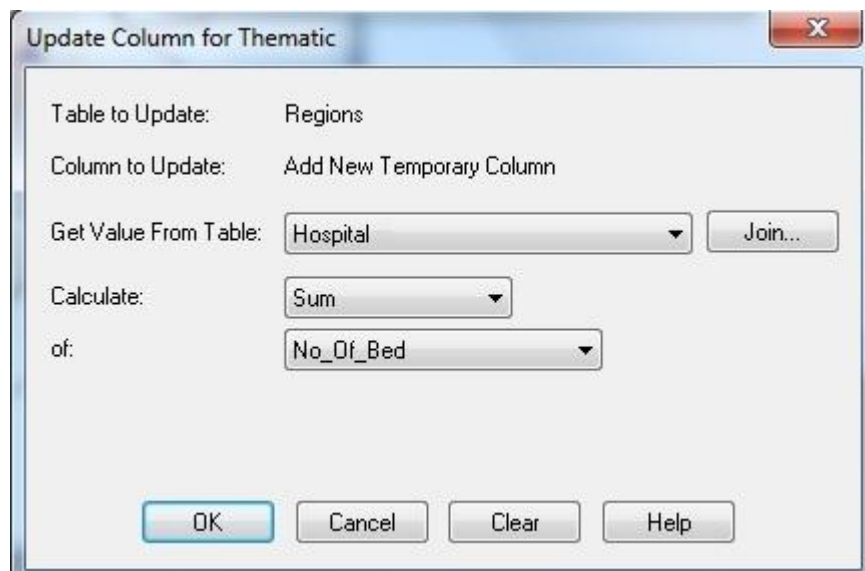 Update Column for Thematic
Table to Update: Regions
Column to Update: Add New Temporary Column
Get Value From Table: Hospital Join...
Calculate: Sum
of: No_Of_Bed
OK Cancel Clear Help